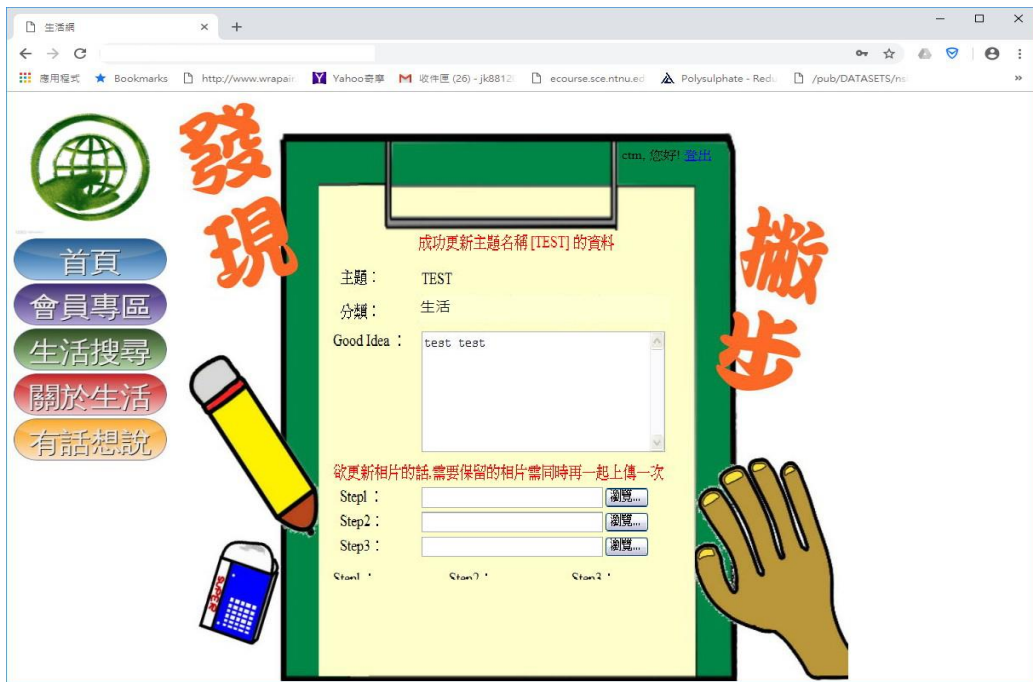 生活網
應用程式 Bookmarks http://www.wrapain Yahoo奇摩 收件匣 (26) - jk8812 ecourse.sce.ntnu.ed Polysulphate - Redu /pub/DATASETS/ns
發現
搬步
首頁
會員專區
生活搜尋
關於生活
有話想說
ctm, 您好! 登出
成功更新主題名稱 [TEST] 的資料
主題： TEST
分類： 生活
Good Idea： test test
欲更新相片的話,需要保留的相片需同時再一起上傳一次
Step1： 瀏覽...
Step2： 瀏覽...
Step3： 瀏覽...
Step1： Step2： Step3：
SUPER